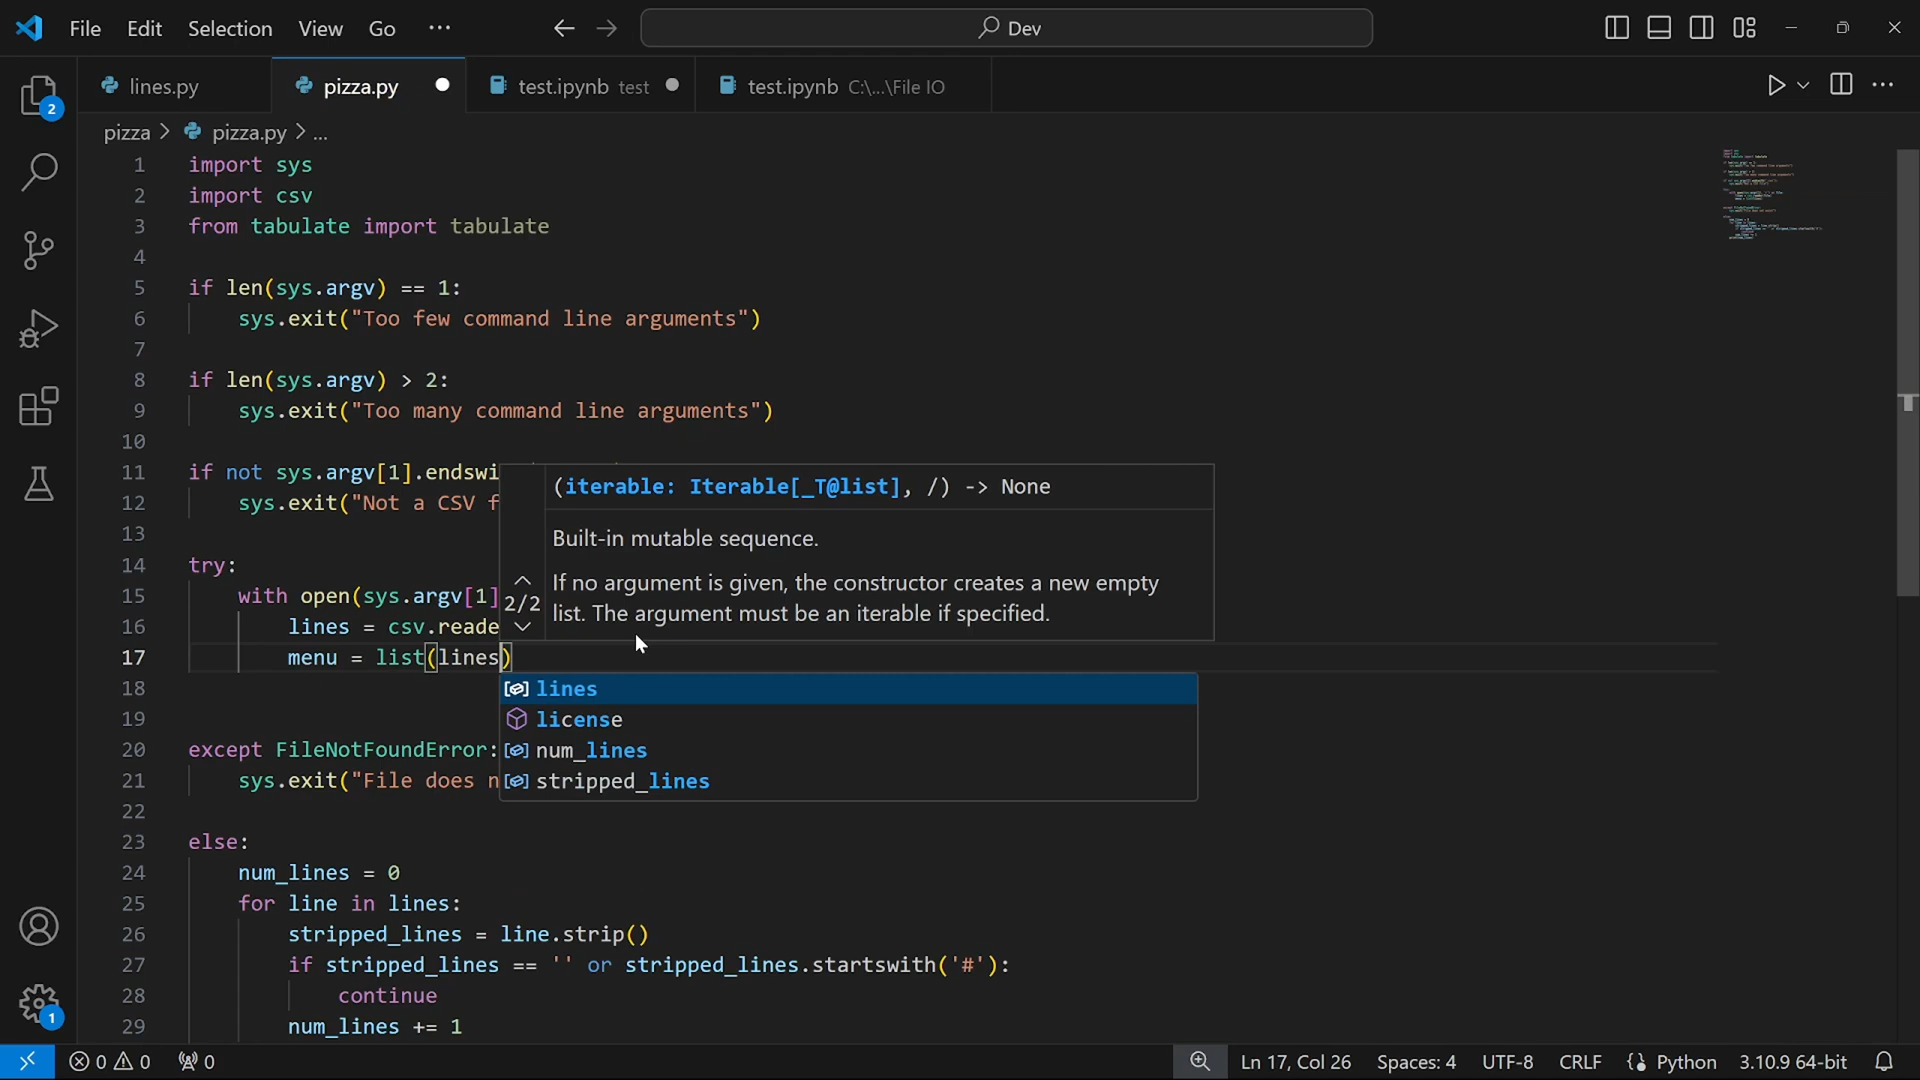 File Edit Selection View Go ··· Dev
lines.py pizza.py test.ipynb test test.ipynb C:\...\File IO
pizza > pizza.py > ...
1 import sys
2 import csv
3 from tabulate import tabulate
4
5 if len(sys.argv) == 1:
6 sys.exit("Too few command line arguments")
7
8 if len(sys.argv) > 2:
9 sys.exit("Too many command line arguments")
10
11 if not sys.argv[1].endswi
(iterable: Iterable[_T@list], /) -> None
12 sys.exit("Not a CSV f
13
Built-in mutable sequence.
14 try:
If no argument is given, the constructor creates a new empty
15 with open(sys.argv[1]
2/2 list. The argument must be an iterable if specified.
16 lines = csv.reade
17 menu = list(lines)
18
lines
19
license
20 except FileNotFoundError:
num_lines
21 sys.exit("File does n
stripped_lines
22
23 else:
24 num_lines = 0
25 for line in lines:
26 stripped_lines = line.strip()
27 if stripped_lines == '' or stripped_lines.startswith('#'):
28 continue
29 num_lines += 1
2
1
0 0 0 Ln 17, Col 26 Spaces: 4 UTF-8 CRLF Python 3.10.9 64-bit